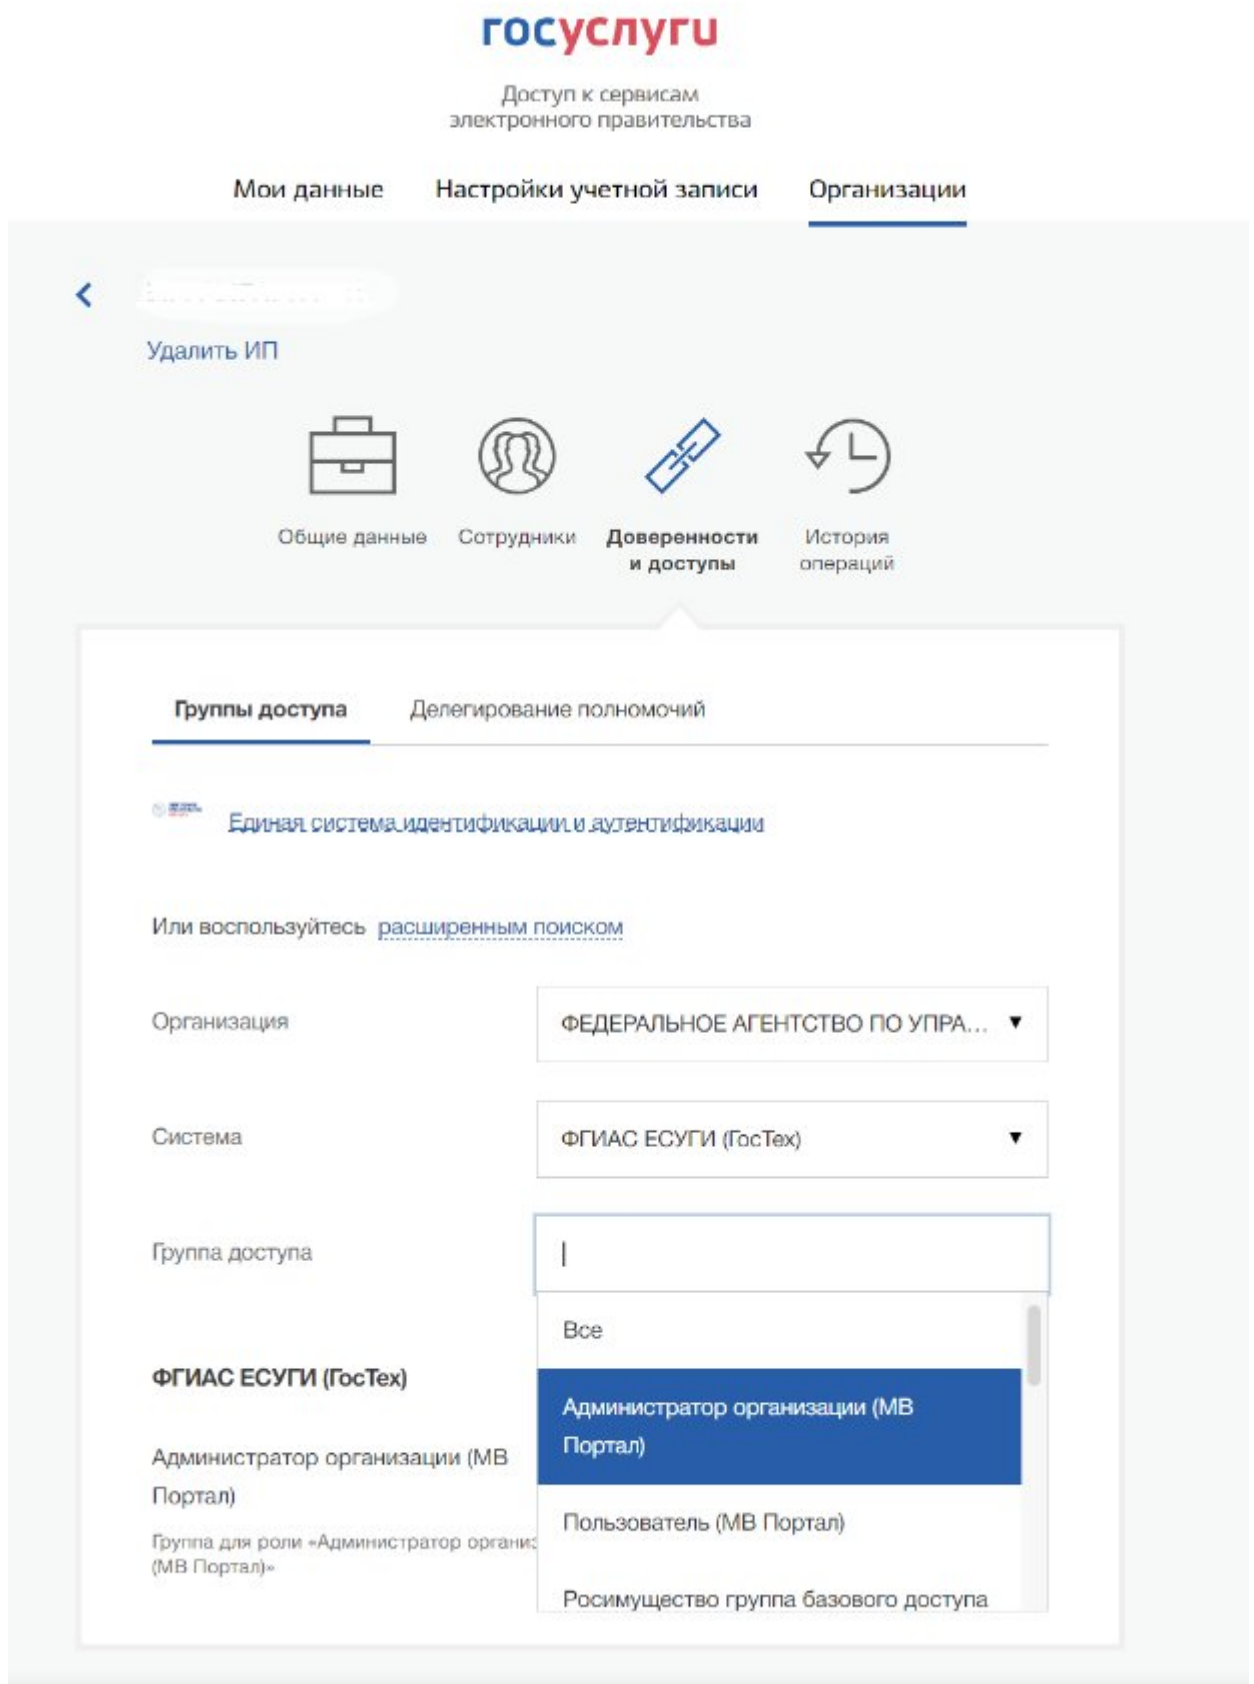 госуслуги
Доступ к сервисам
электронного правительства
Мои данные Настройки учетной записи Организации
Удалить ИП
Общие данные Сотрудники Доверенности и доступы История операций
Группы доступа Делегирование полномочий
Единая система идентификации и аутентификации
Или воспользуйтесь расширенным поиском
Организация ФЕДЕРАЛЬНОЕ АГЕНТСТВО ПО УПРА...
Система ФГИАС ЕСУГИ (ГосТех)
Группа доступа
Все
ФГИАС ЕСУГИ (ГосТех)
Администратор организации (МВ
Портал)
Администратор организации (МВ
Портал)
Группа для роли «Администратор органи
(МВ Портал)»
Пользователь (МВ Портал)
Росимущество группа базового доступа